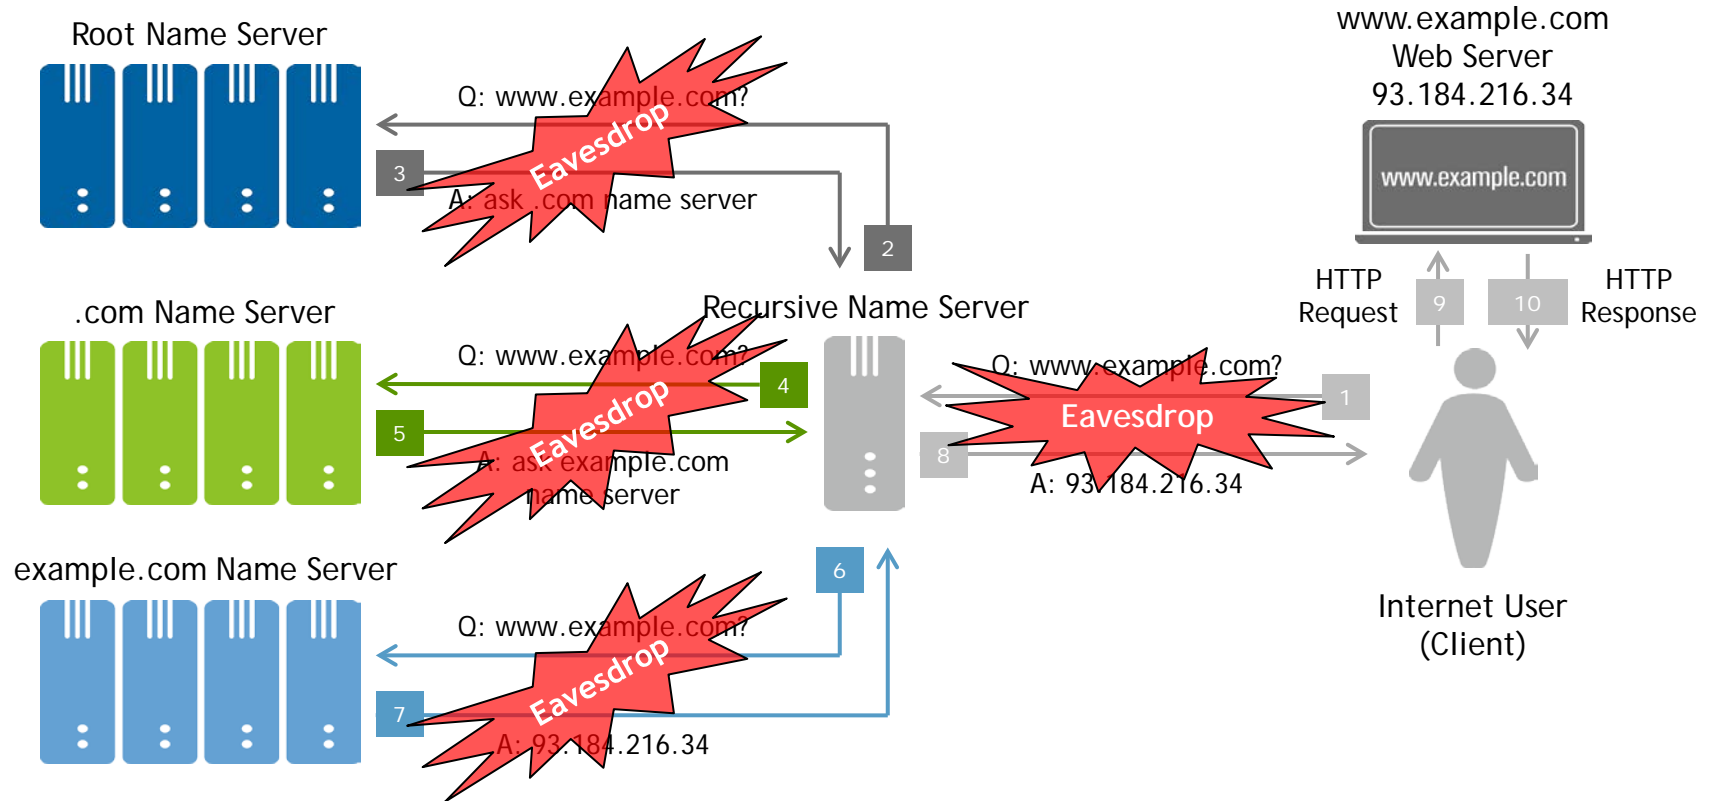 Root Name Server
Q: www.example.com?
Eavesdrop
3
A: ask .com name server
2
www.example.com
Web Server
93.184.216.34
www.example.com
HTTP
Request
9
10
HTTP
Response
.com Name Server
Recursive Name Server
Q: www.example.com?
4
Eavesdrop
5
A: ask example.com
name server
Q: www.example.com?
1
Eavesdrop
8
A: 93.184.216.34
example.com Name Server
6
Q: www.example.com?
Eavesdrop
7
A: 93.184.216.34
Internet User
(Client)